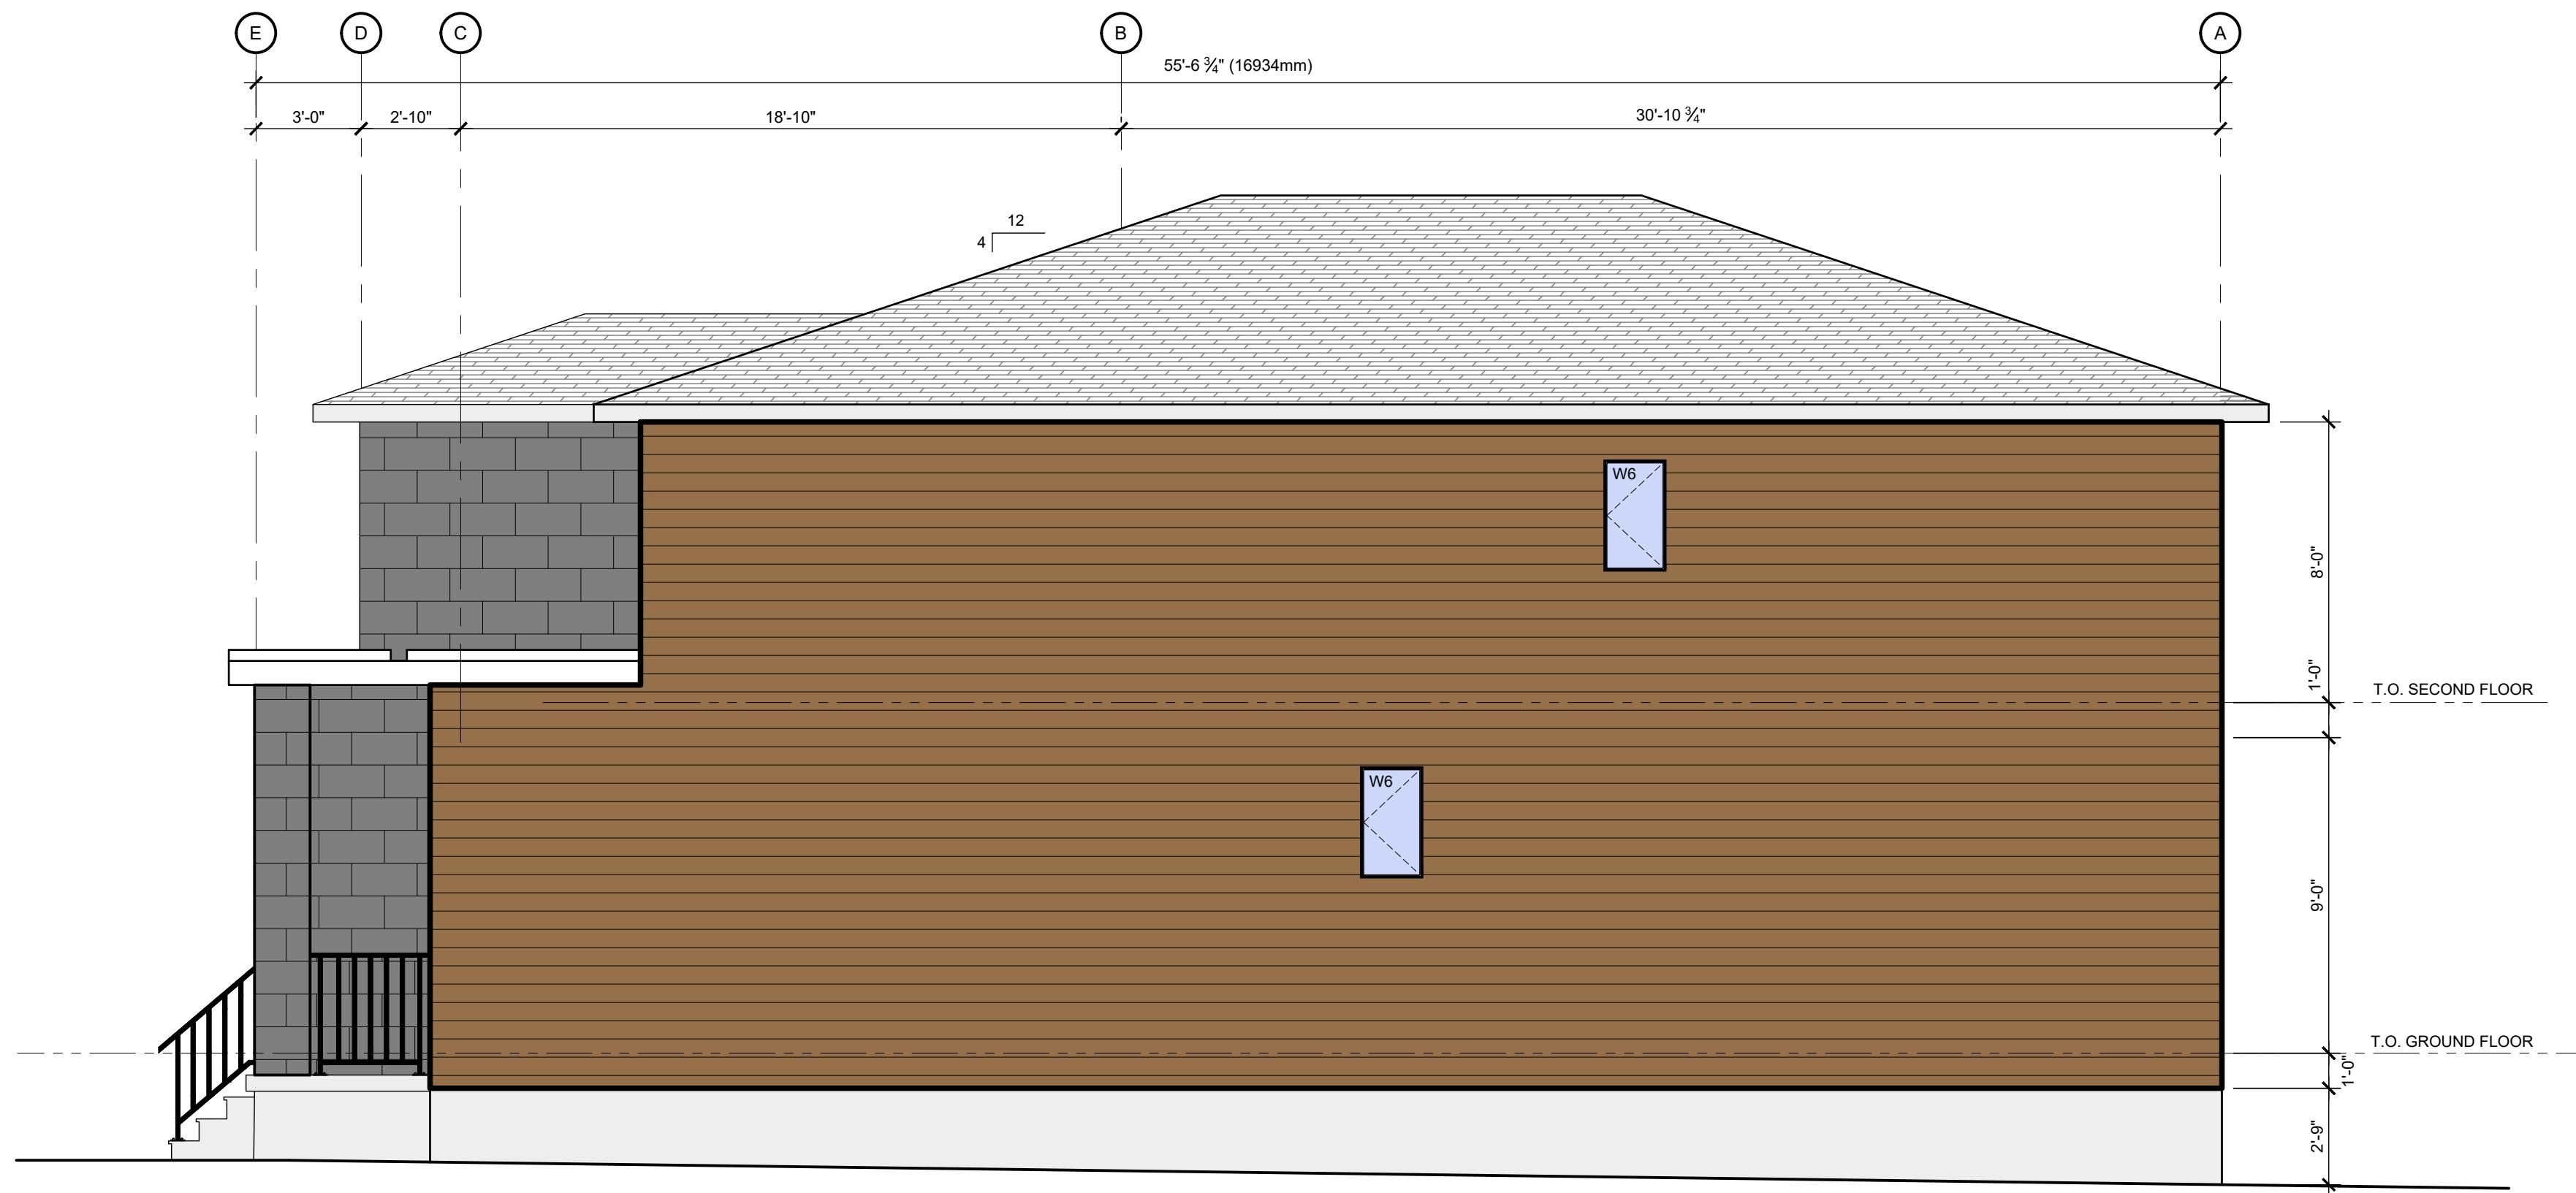 E D C B A
55'-6 3/4" (16934mm)
3'-0" 2'-10" 18'-10" 30'-10 3/4"
12
4
W6
8'-0"
1'-0"
T.O. SECOND FLOOR
W6
9'-0"
T.O. GROUND FLOOR
1'-0"
2'-9"